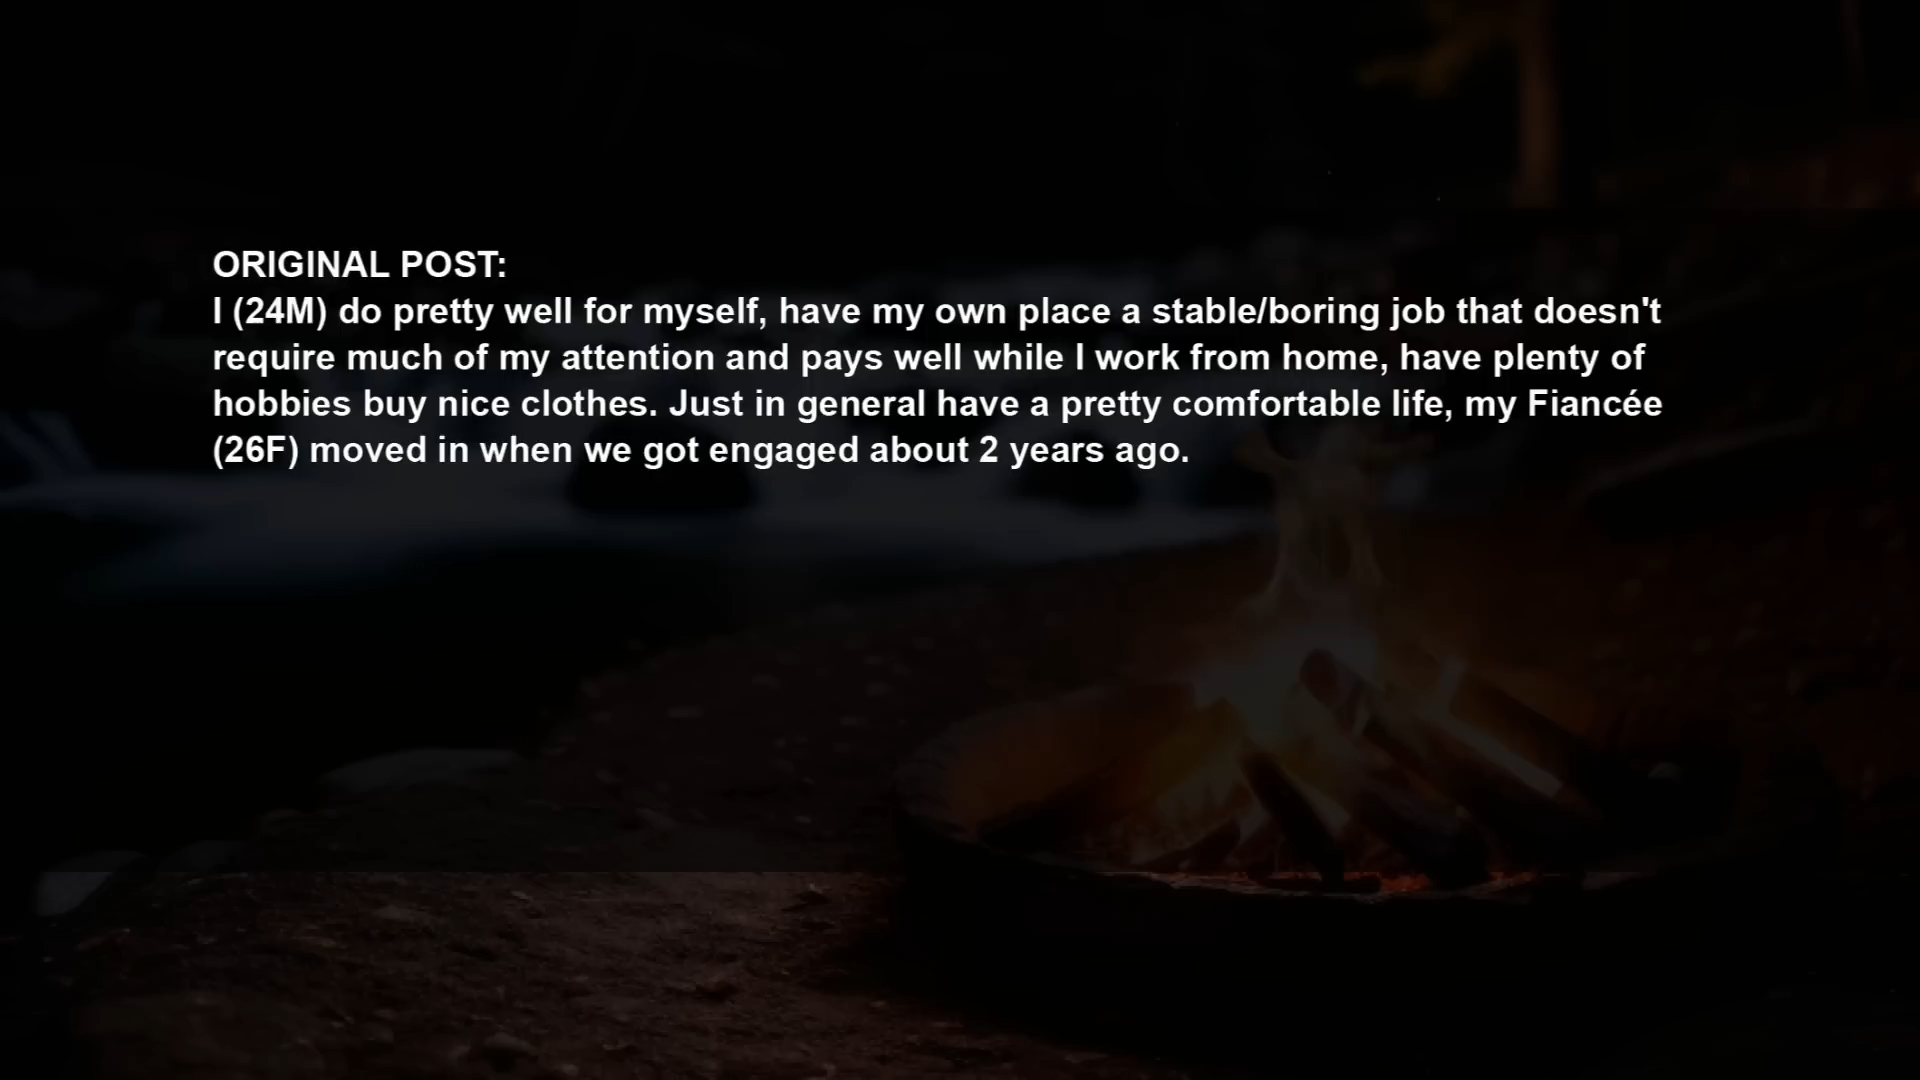 ORIGINAL POST:
I (24M) do pretty well for myself, have my own place a stable/boring job that doesn't
require much of my attention and pays well while I work from home, have plenty of
hobbies buy nice clothes. Just in general have a pretty comfortable life, my Fiancée
(26F) moved in when we got engaged about 2 years ago.